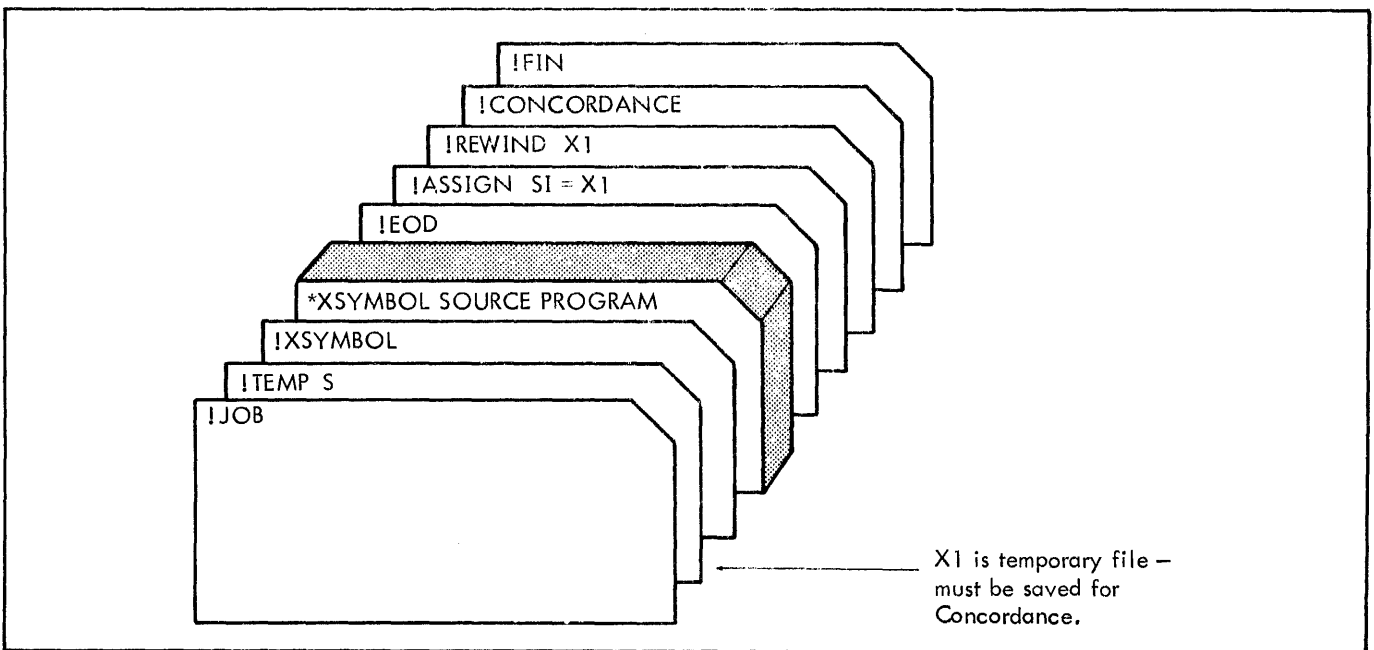 !FIN
!CONCORDANCE
!REWIND X1
!ASSIGN SI = X1
!EOD
*XSYMBOL SOURCE PROGRAM
!XSYMBOL
!TEMP S
!JOB
X1 is temporary file –
must be saved for
Concordance.